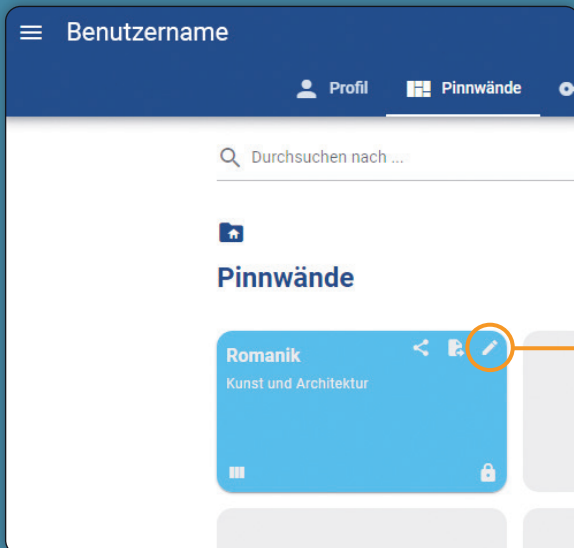 Benutzername
Profil Pinnwände
Durchsuchen nach ...
Pinnwände
Romanik
Kunst und Architektur